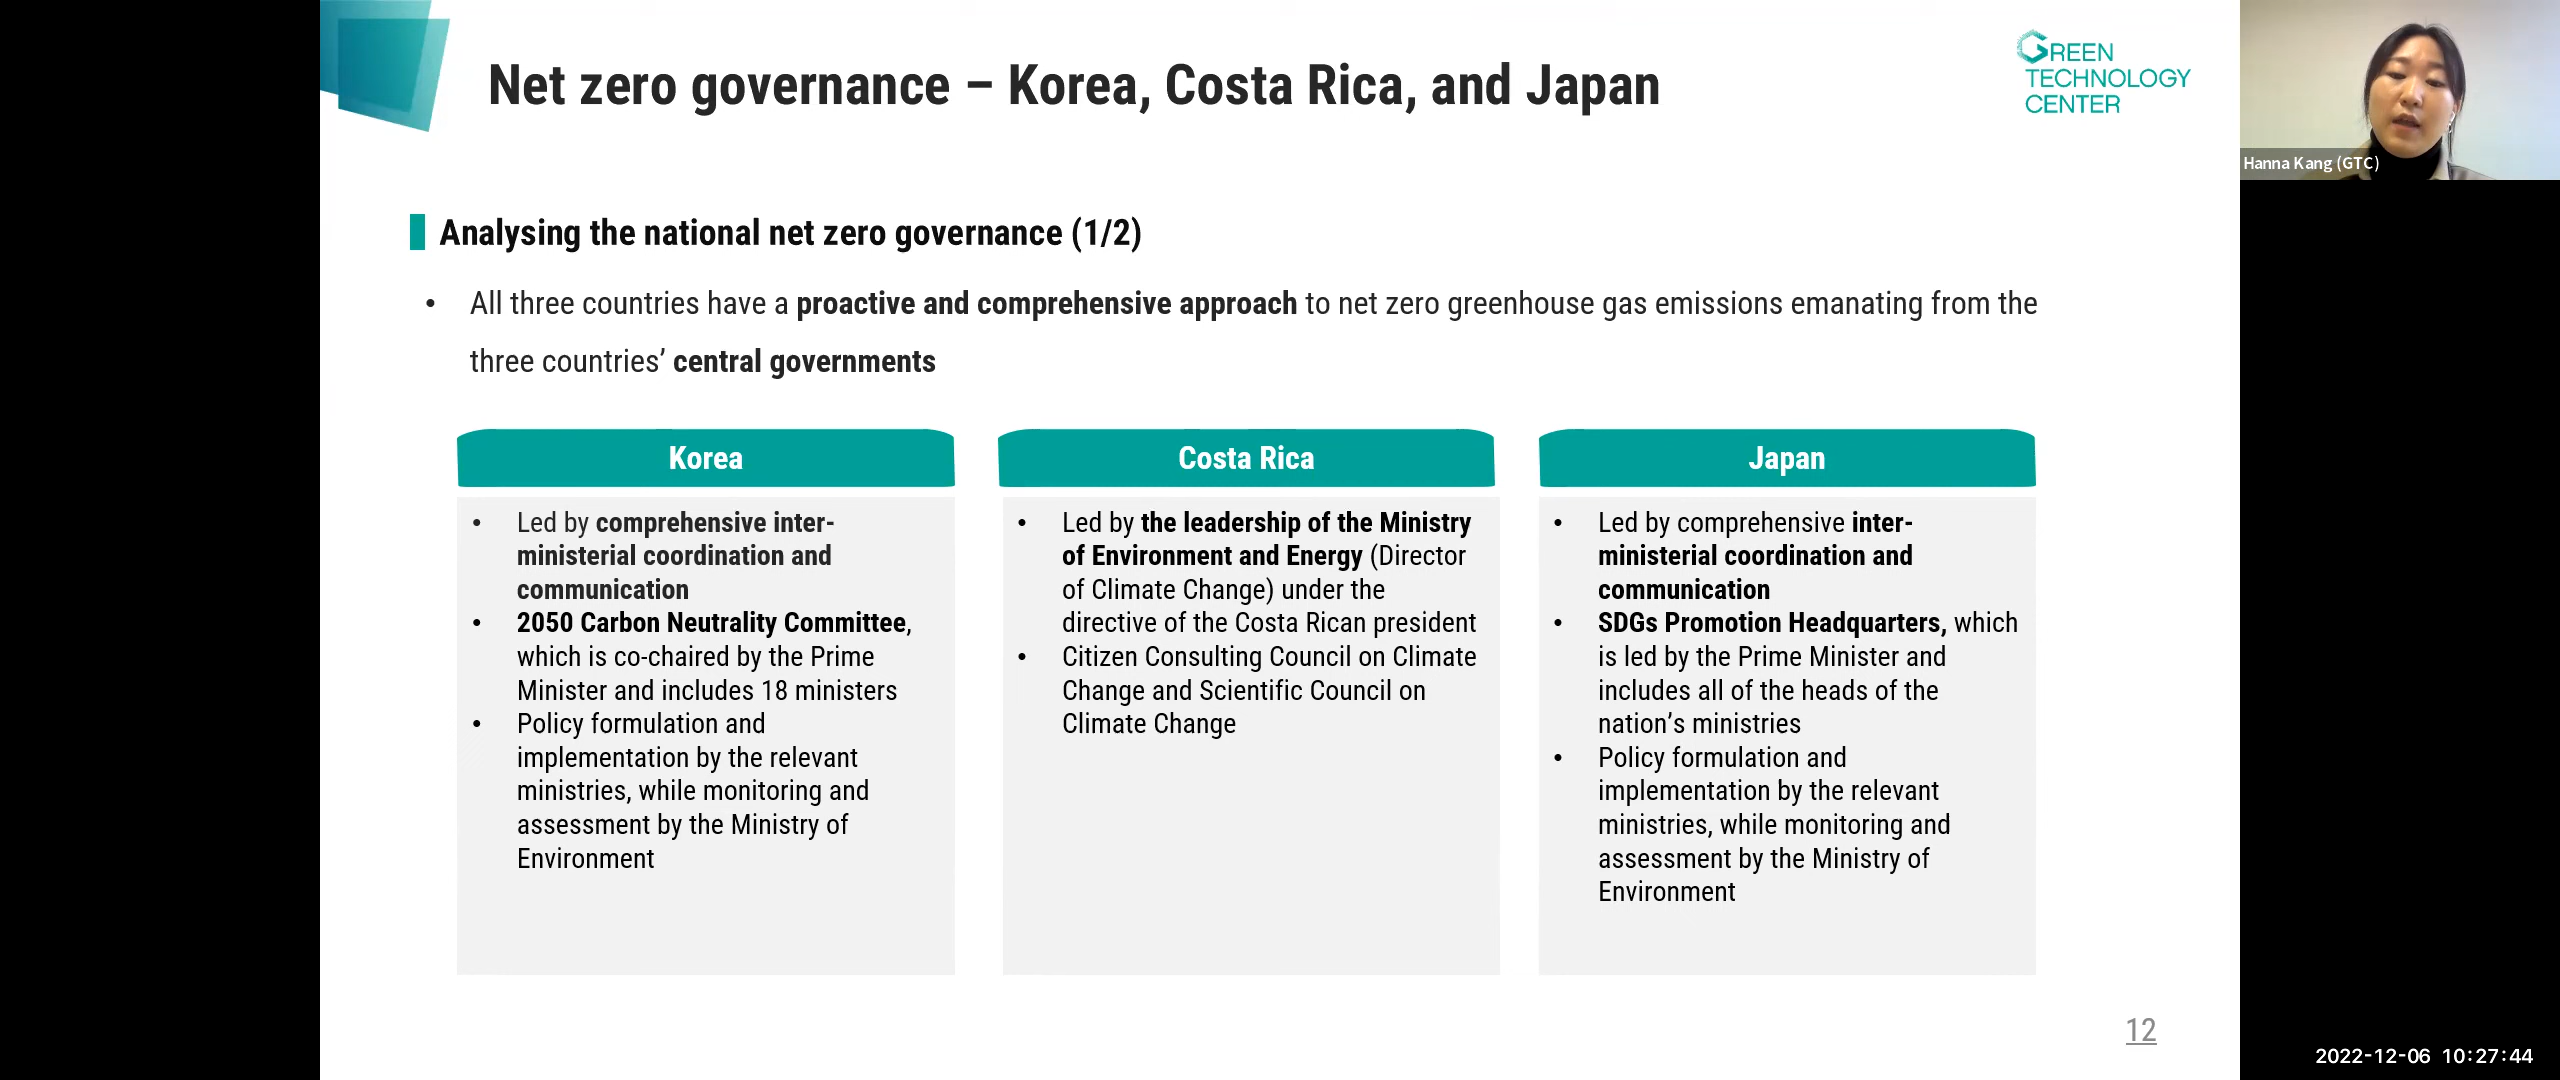 Net zero governance – Korea, Costa Rica, and Japan
GREEN
TECHNOLOGY
CENTER
Hanna Kang (GTC)
Analysing the national net zero governance (1/2)
• All three countries have a proactive and comprehensive approach to net zero greenhouse gas emissions emanating from the
three countries’ central governments
Korea
• Led by comprehensive inter-
ministerial coordination and
communication
• 2050 Carbon Neutrality Committee,
which is co-chaired by the Prime
Minister and includes 18 ministers
• Policy formulation and
implementation by the relevant
ministries, while monitoring and
assessment by the Ministry of
Environment
Costa Rica
• Led by the leadership of the Ministry
of Environment and Energy (Director
of Climate Change) under the
directive of the Costa Rican president
• Citizen Consulting Council on Climate
Change and Scientific Council on
Climate Change
Japan
• Led by comprehensive inter-
ministerial coordination and
communication
• SDGs Promotion Headquarters, which
is led by the Prime Minister and
includes all of the heads of the
nation’s ministries
• Policy formulation and
implementation by the relevant
ministries, while monitoring and
assessment by the Ministry of
Environment
12
2022-12-06 10:27:44